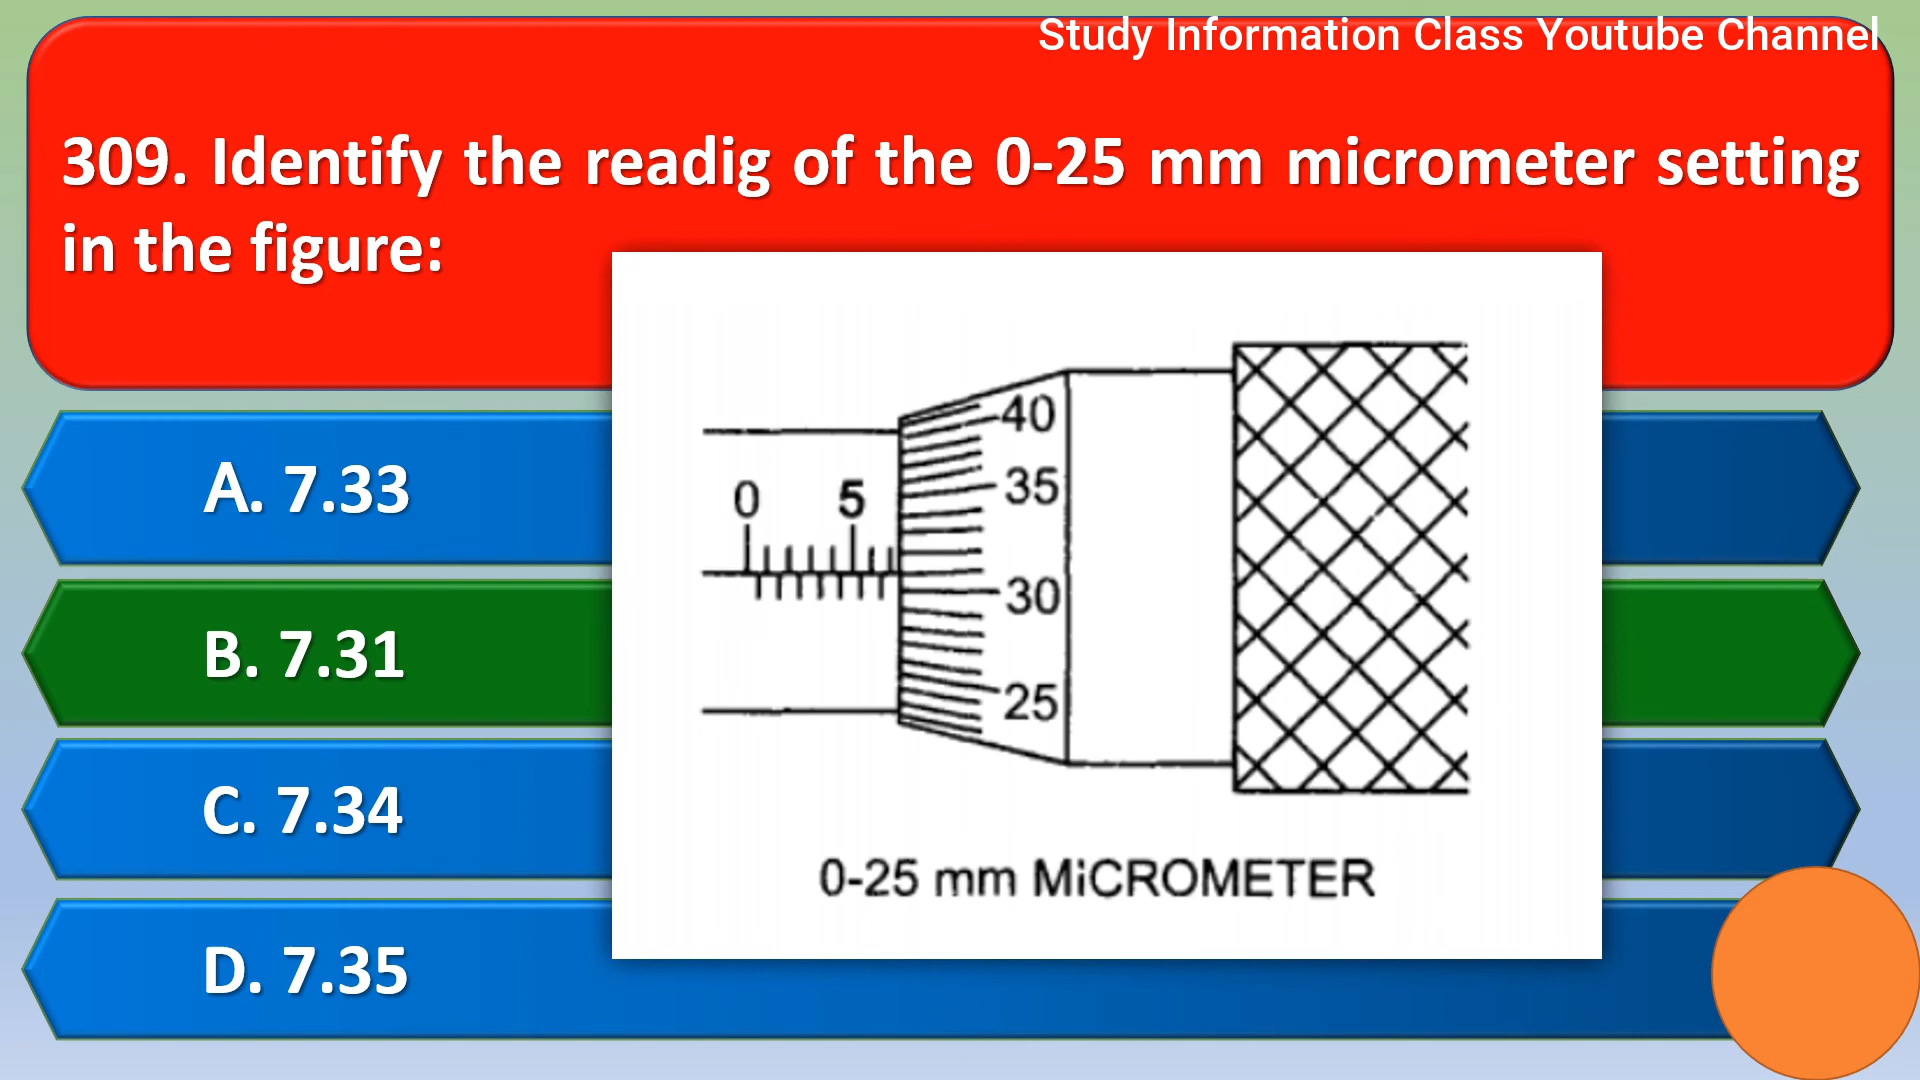 Study Information Class Youtube Channel
309. Identify the readig of the 0-25 mm micrometer setting
in the figure:
A. 7.33
B. 7.31
C. 7.34
D. 7.35
0 5
40
35
30
25
0-25 mm MiCROMETER